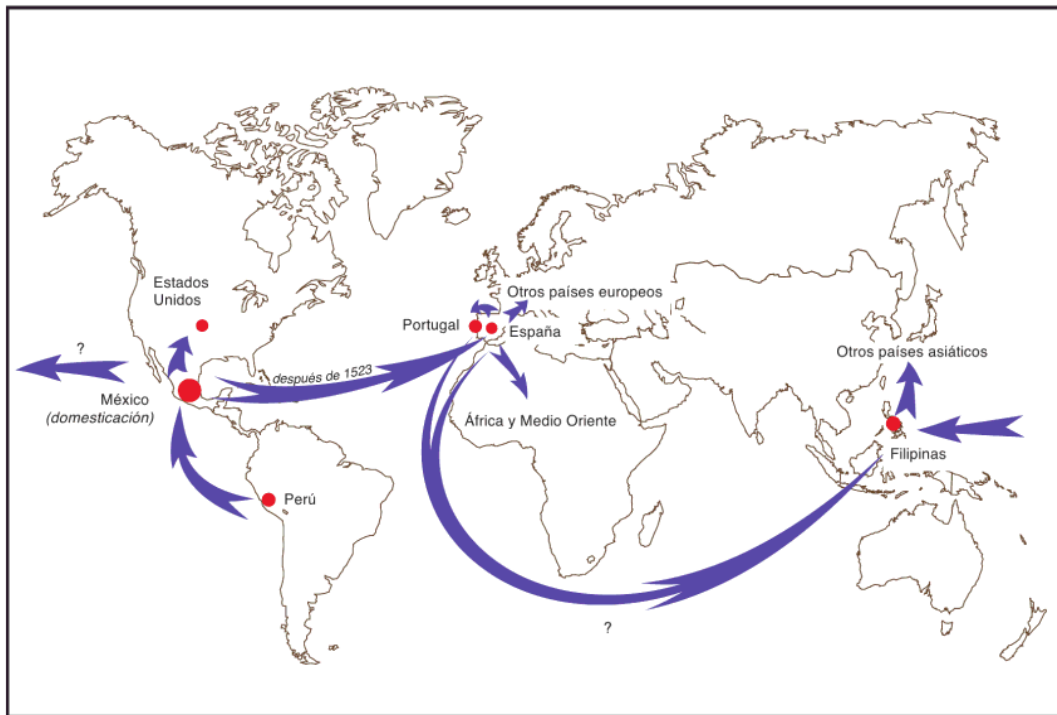 Estados
Unidos
Otros países europeos
Portugal
España
?
después de 1523
Otros países asiáticos
México
(domesticación)
África y Medio Oriente
Filipinas
Perú
?